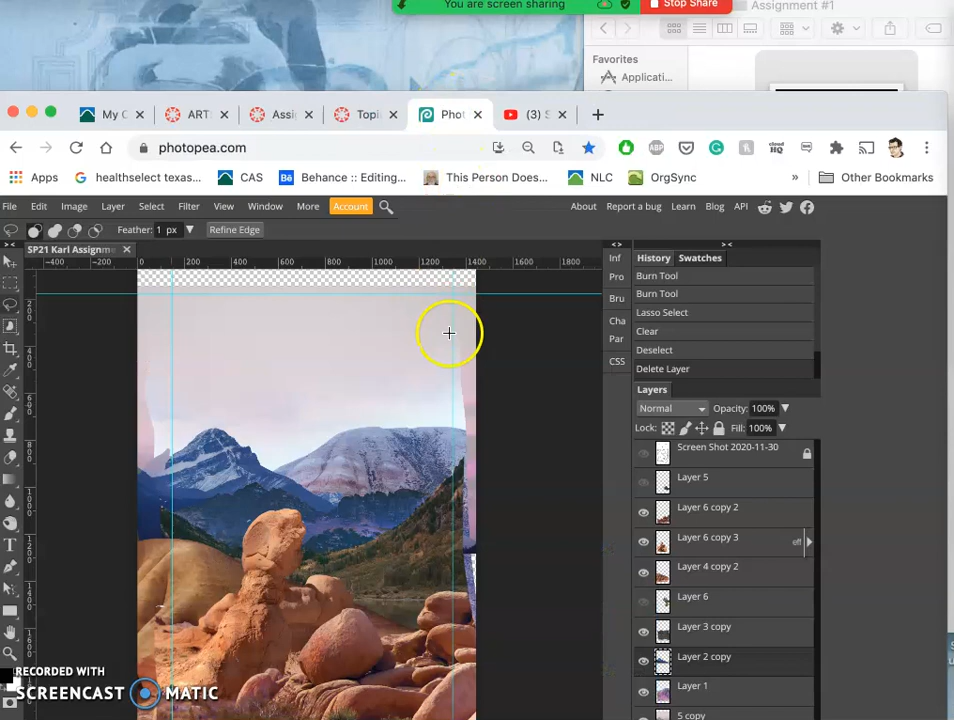 You are screen sharing
Stop Share
Assignment #1
Favorites
Applicati...
My C
ART:
Assi
Topi
Phot
(3) S
photopea.com
Apps
healthselect texas...
CAS
Behance :: Editing...
This Person Does...
NLC
OrgSync
»
Other Bookmarks
File Edit Image Layer Select Filter View Window More Account
About Report a bug Learn Blog API
Feather: 1 px Refine Edge
SP21 Karl Assignm
-400 -200 0 200 400 600 800 1000 1200 1400 1600 1800
Inf
Pro
Bru
Cha
Par
CSS
History Swatches
Burn Tool
Burn Tool
Lasso Select
Clear
Deselect
Delete Layer
Layers
Normal Opacity: 100%
Lock: Fill: 100%
Screen Shot 2020-11-30
Layer 5
Layer 6 copy 2
Layer 6 copy 3
eff
Layer 4 copy 2
Layer 6
Layer 3 copy
Layer 2 copy
Layer 1
5 copy
RECORDED WITH
SCREENCAST MATIC